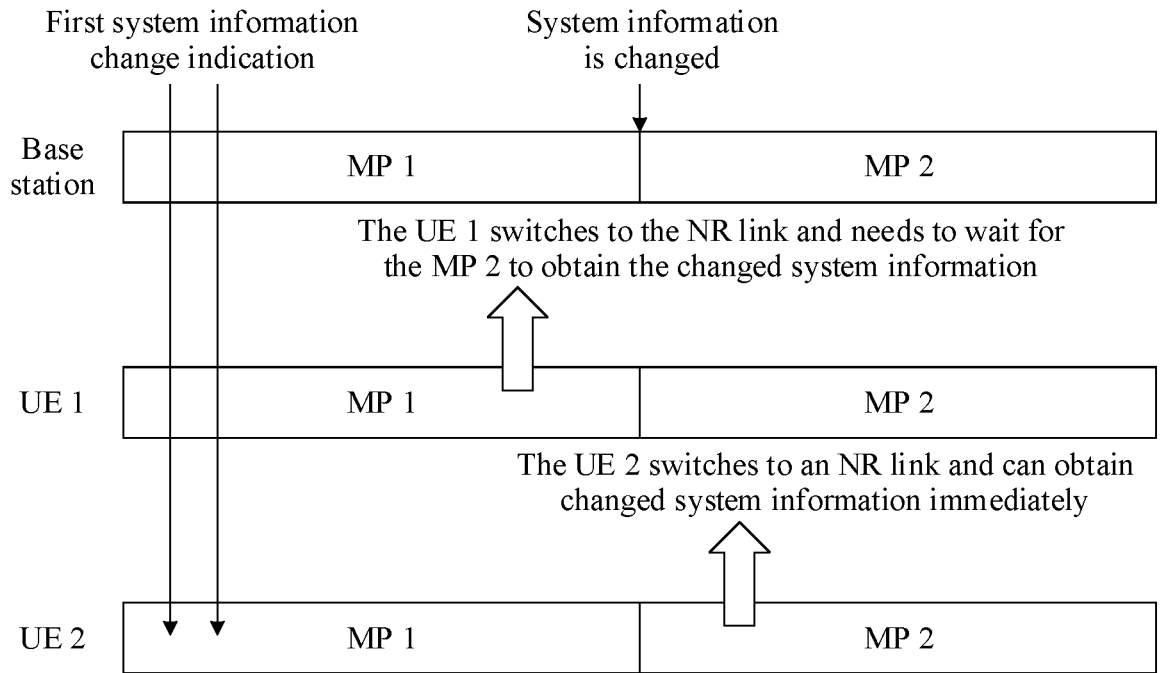 First system information
change indication
System information
is changed
Base
station
MP 1
MP 2
The UE 1 switches to the NR link and needs to wait for
the MP 2 to obtain the changed system information
UE 1
MP 1
MP 2
The UE 2 switches to an NR link and can obtain
changed system information immediately
UE 2
MP 1
MP 2